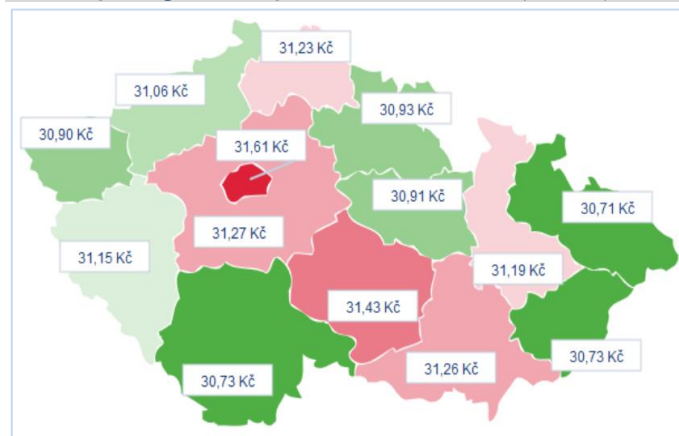 31,23 Kč
31,06 Kč
30,93 Kč
30,90 Kč
31,61 Kč
30,91 Kč
30,71 Kč
31,27 Kč
31,15 Kč
31,19 Kč
31,43 Kč
30,73 Kč
31,26 Kč
30,73 Kč